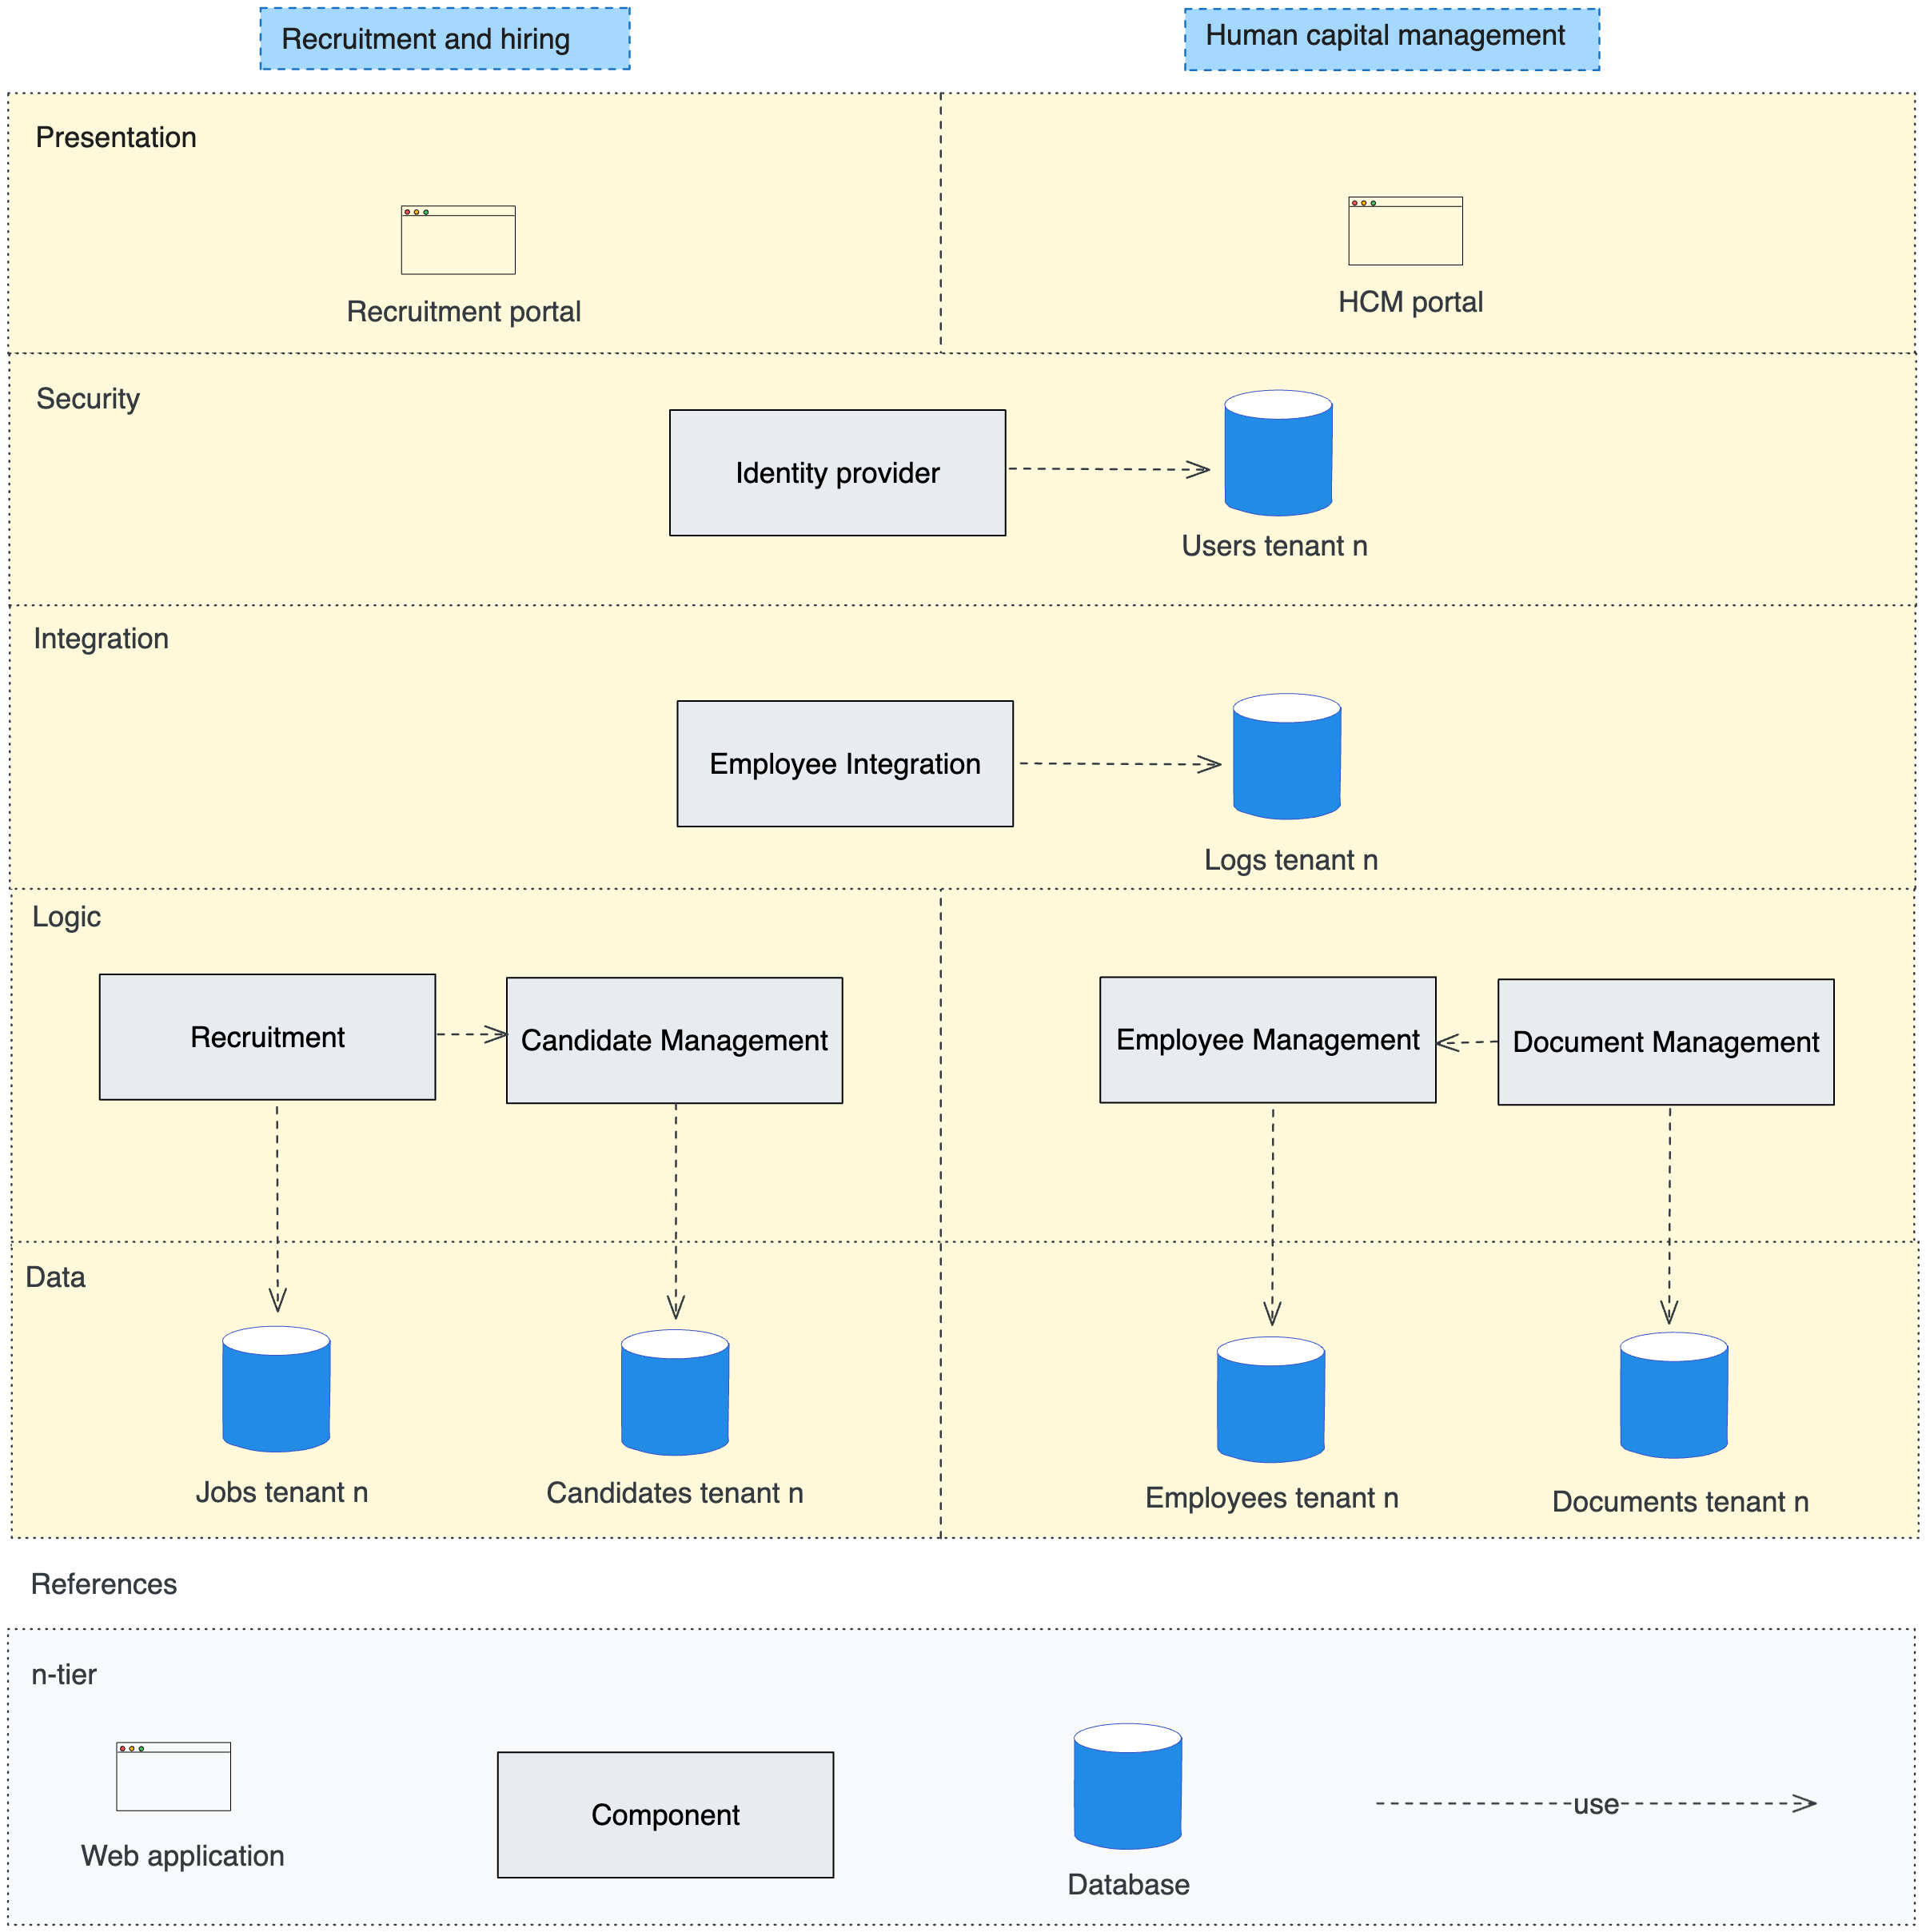 Recruitment and hiring
Human capital management
Presentation
Recruitment portal
HCM portal
Security
Identity provider
Users tenant n
Integration
Employee Integration
Logs tenant n
Logic
Recruitment
Candidate Management
Employee Management
Document Management
Data
Jobs tenant n
Candidates tenant n
Employees tenant n
Documents tenant n
References
n-tier
Web application
Component
Database
use